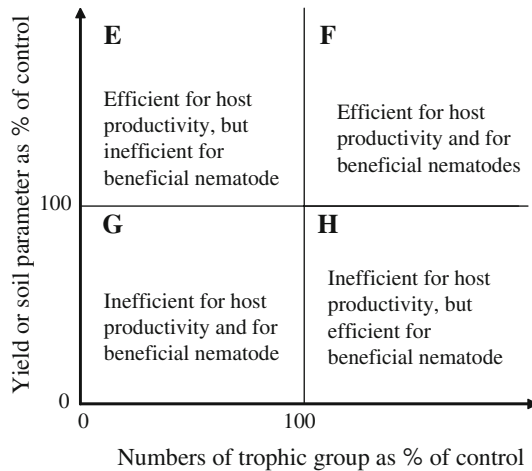 E
Efficient for host
productivity, but
inefficient for
beneficial nematode
F
Efficient for host
productivity and for
beneficial nematodes
G
Inefficient for host
productivity and for
beneficial nematode
H
Inefficient for host
productivity, but
efficient for
beneficial nematode
Yield or soil parameter as % of control
100
0
0
100
Numbers of trophic group as % of control